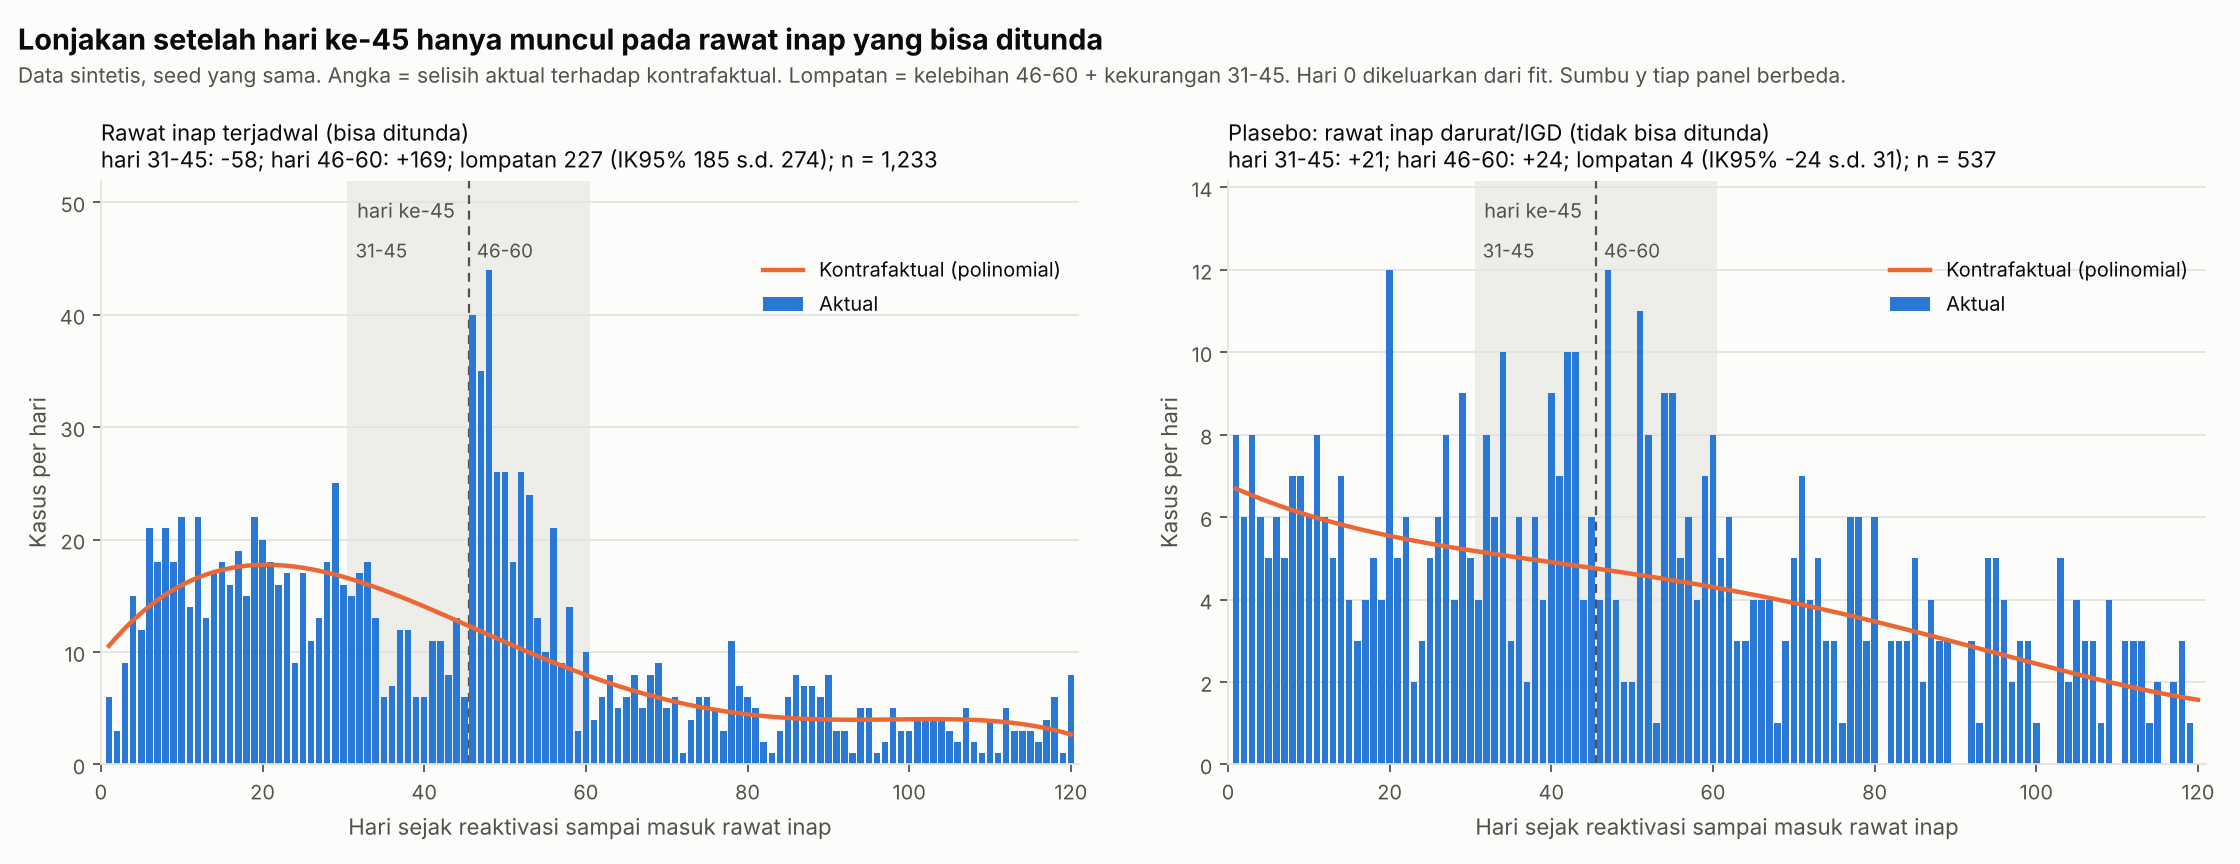 Lonjakan setelah hari ke-45 hanya muncul pada rawat inap yang bisa ditunda
Data sintetis, seed yang sama. Angka = selisih aktual terhadap kontrafaktual. Lompatan = kelebihan 46-60 + kekurangan 31-45. Hari 0 dikeluarkan dari fit. Sumbu y tiap panel berbeda.
Rawat inap terjadwal (bisa ditunda)
hari 31-45: -58; hari 46-60: +169; lompatan 227 (IK95% 185 s.d. 274); n = 1,233
hari ke-45
31-45
46-60
Kontrafaktual (polinomial)
Aktual
Kasus per hari
50
40
30
20
10
0
0 20 40 60 80 100 120
Hari sejak reaktivasi sampai masuk rawat inap
Plasebo: rawat inap darurat/IGD (tidak bisa ditunda)
hari 31-45: +21; hari 46-60: +24; lompatan 4 (IK95% -24 s.d. 31); n = 537
hari ke-45
31-45
46-60
Kontrafaktual (polinomial)
Aktual
Kasus per hari
14
12
10
8
6
4
2
0
0 20 40 60 80 100 120
Hari sejak reaktivasi sampai masuk rawat inap